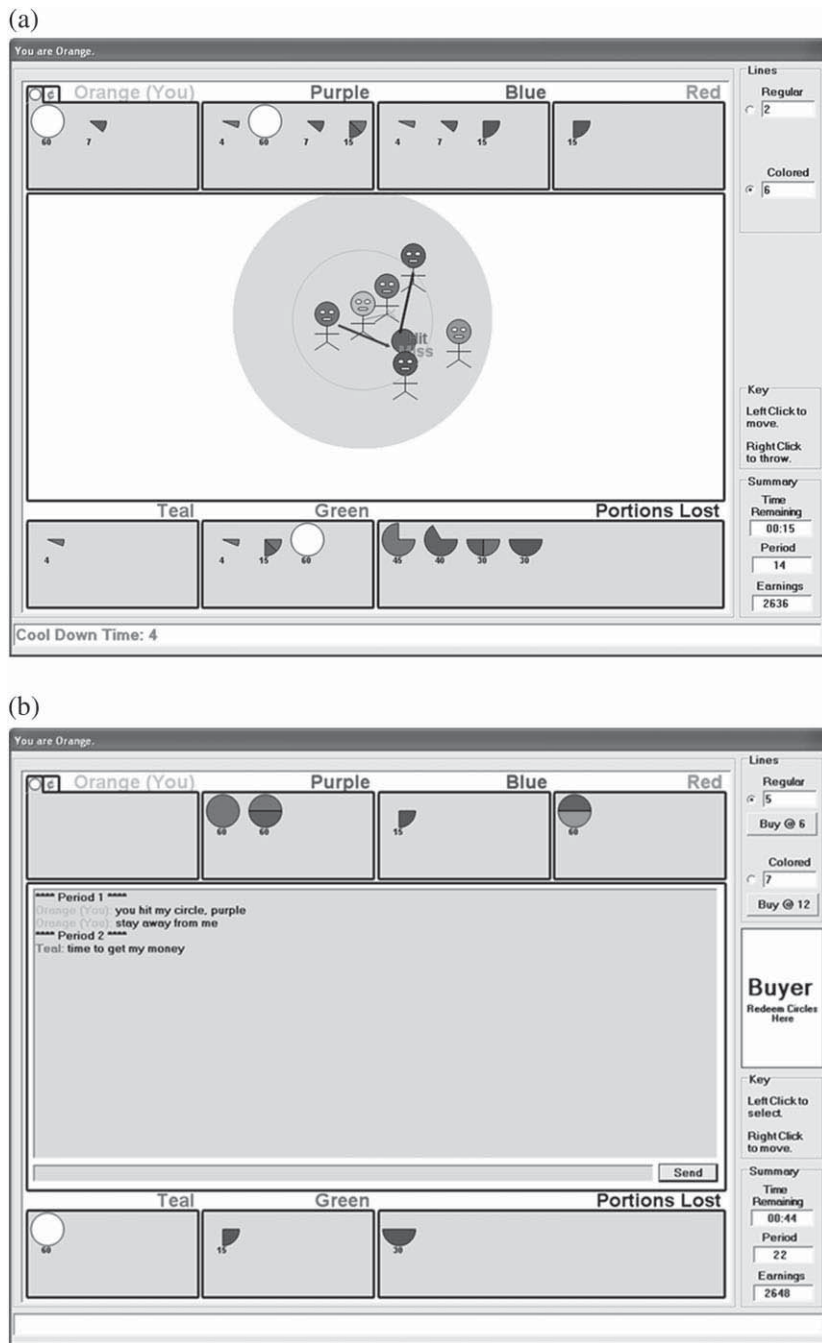 (a)
You are Orange.
¢ Orange (You) Purple Blue Red
60 7 4 60 7 15 4 7 15 15
Lines
Regular
2
Colored
6
Hit
Miss
Key
Left Click to
move.
Right Click
to throw.
Teal Green Portions Lost
4 4 15 60 45 40 30 30
Summary
Time
Remaining
00:15
Period
14
Earnings
2636
Cool Down Time: 4
(b)
You are Orange.
¢ Orange (You) Purple Blue Red
60 60 15 60
Lines
Regular
5
Buy @ 6
Colored
7
Buy @ 12
**** Period 1 ****
Orange (You): you hit my circle, purple
Orange (You): stay away from me
**** Period 2 ****
Teal: time to get my money
Send
Buyer
Redeem Circles
Here
Key
Left Click to
select.
Right Click
to move.
Teal Green Portions Lost
60 15 30
Summary
Time
Remaining
00:44
Period
22
Earnings
2648